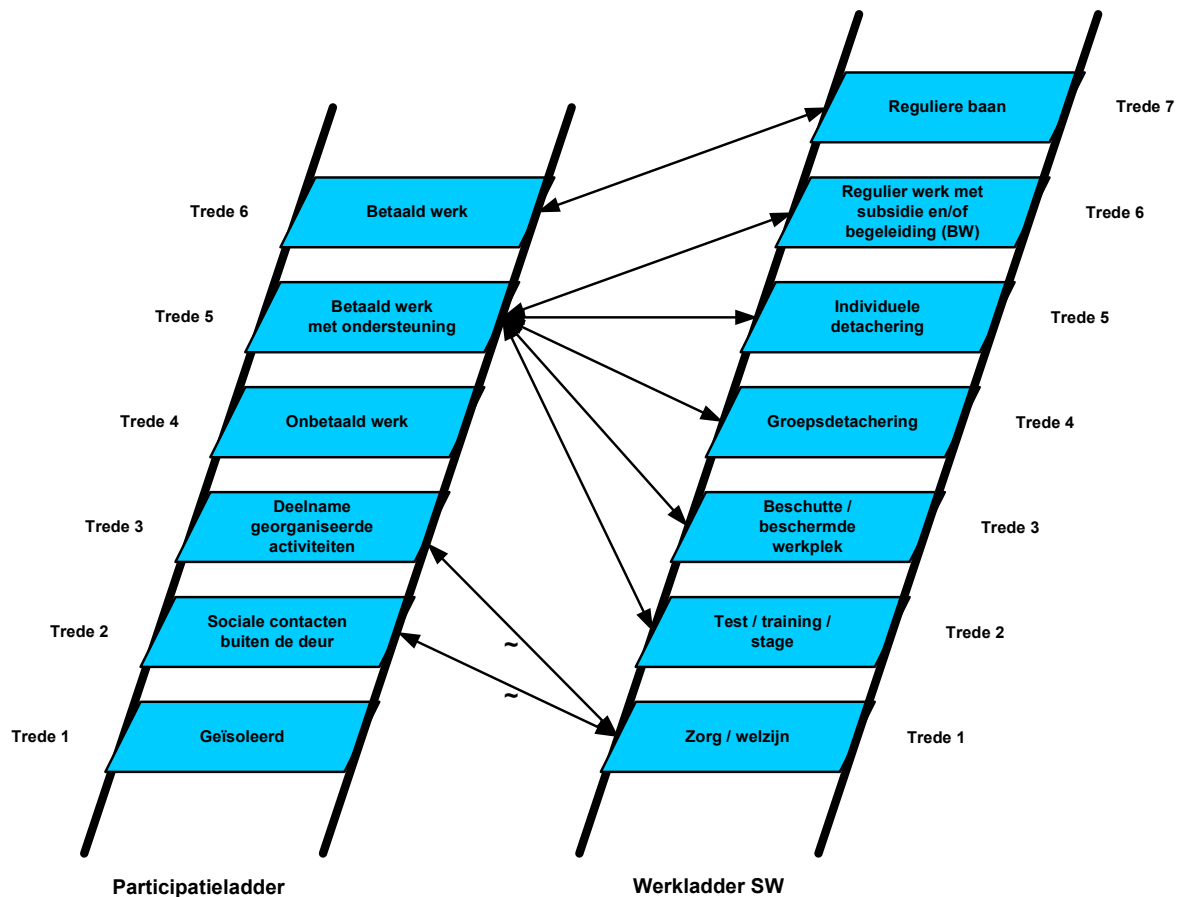 Reguliere baan
Trede 7
Trede 6
Betaald werk
Regulier werk met
subsidie en/of
begeleiding (BW)
Trede 6
Trede 5
Betaald werk
met ondersteuning
Individuele
detachering
Trede 5
Trede 4
Onbetaald werk
Groepsdetachering
Trede 4
Trede 3
Deelname
georganiseerde
activiteiten
Beschutte /
beschermde
werkplek
Trede 3
Trede 2
Sociale contacten
buiten de deur
~
Test / training /
stage
Trede 2
~
Trede 1
Geïsoleerd
Zorg / welzijn
Trede 1
Participatieladder
Werkladder SW